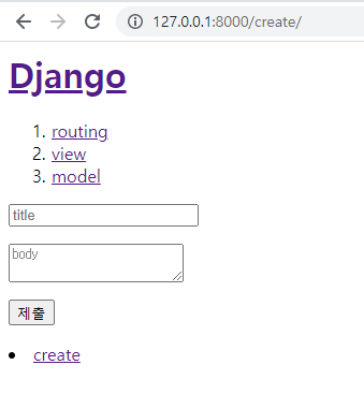 127.0.0.1:8000/create/
Django
1. routing
2. view
3. model
title
body
제출
create